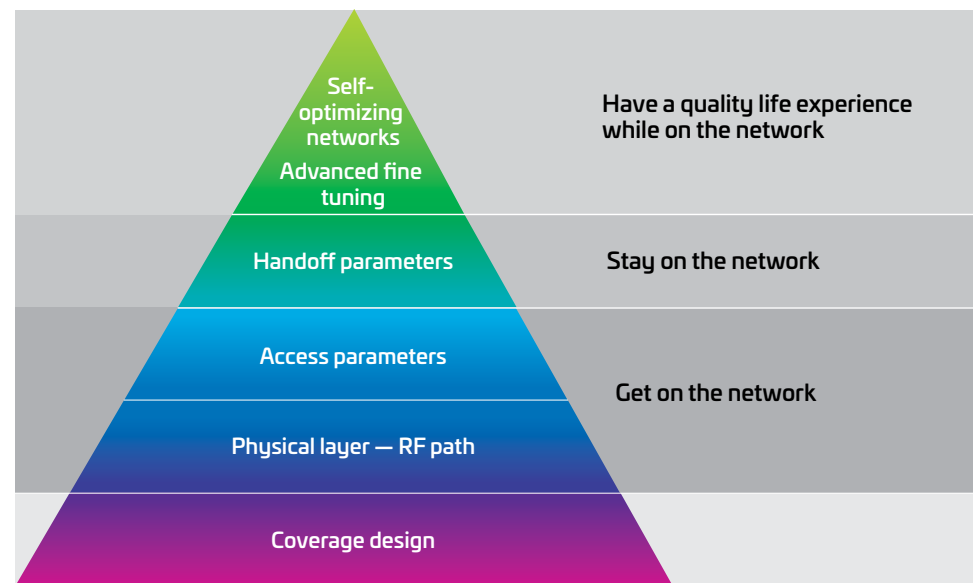 Self-
optimizing
networks
Advanced fine
tuning
Have a quality life experience
while on the network
Handoff parameters
Stay on the network
Access parameters
Get on the network
Physical layer — RF path
Coverage design